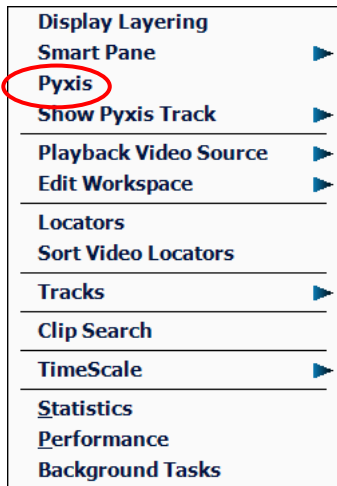 Display Layering
Smart Pane
Pyxis
Show Pyxis Track
Playback Video Source
Edit Workspace
Locators
Sort Video Locators
Tracks
Clip Search
TimeScale
Statistics
Performance
Background Tasks